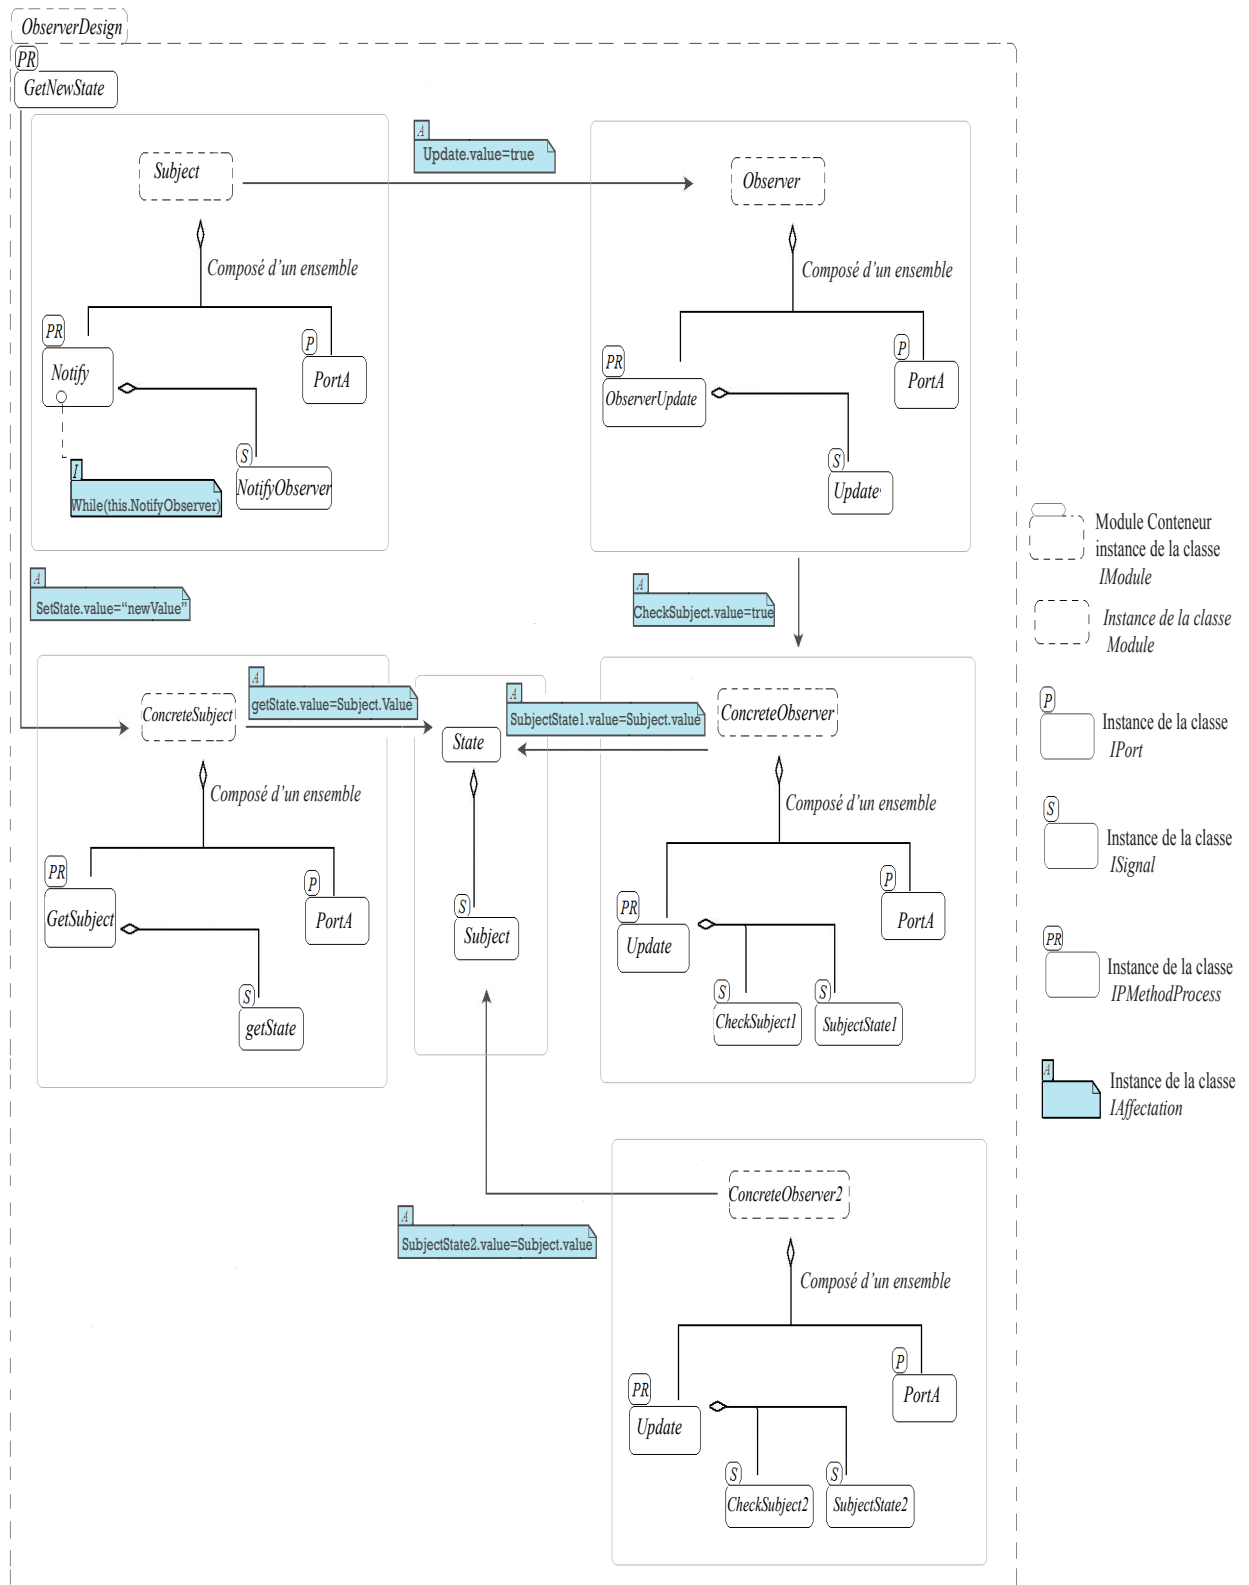 ObserverDesign
PR
GetNewState
Subject
A
Update.value=true
Observer
Composé d'un ensemble
Composé d'un ensemble
PR
Notify
P
PortA
PR
ObserverUpdate
P
PortA
S
NotifyObserver
I
While(this.NotifyObserver)
S
Update
A
SetState.value="newValue"
A
CheckSubject.value=true
ConcreteSubject
A
getState.value=Subject.Value
State
A
SubjectState1.value=Subject.value
ConcreteObserver
Composé d'un ensemble
Composé d'un ensemble
PR
GetSubject
P
PortA
S
Subject
PR
Update
P
PortA
S
getState
S
CheckSubject1
S
SubjectState1
A
SubjectState2.value=Subject.value
ConcreteObserver2
Composé d'un ensemble
PR
Update
P
PortA
S
CheckSubject2
S
SubjectState2
Module Conteneur
instance de la classe
IModule
Instance de la classe
Module
P
Instance de la classe
IPort
S
Instance de la classe
ISignal
PR
Instance de la classe
IPMethodProcess
A
Instance de la classe
IAffectation